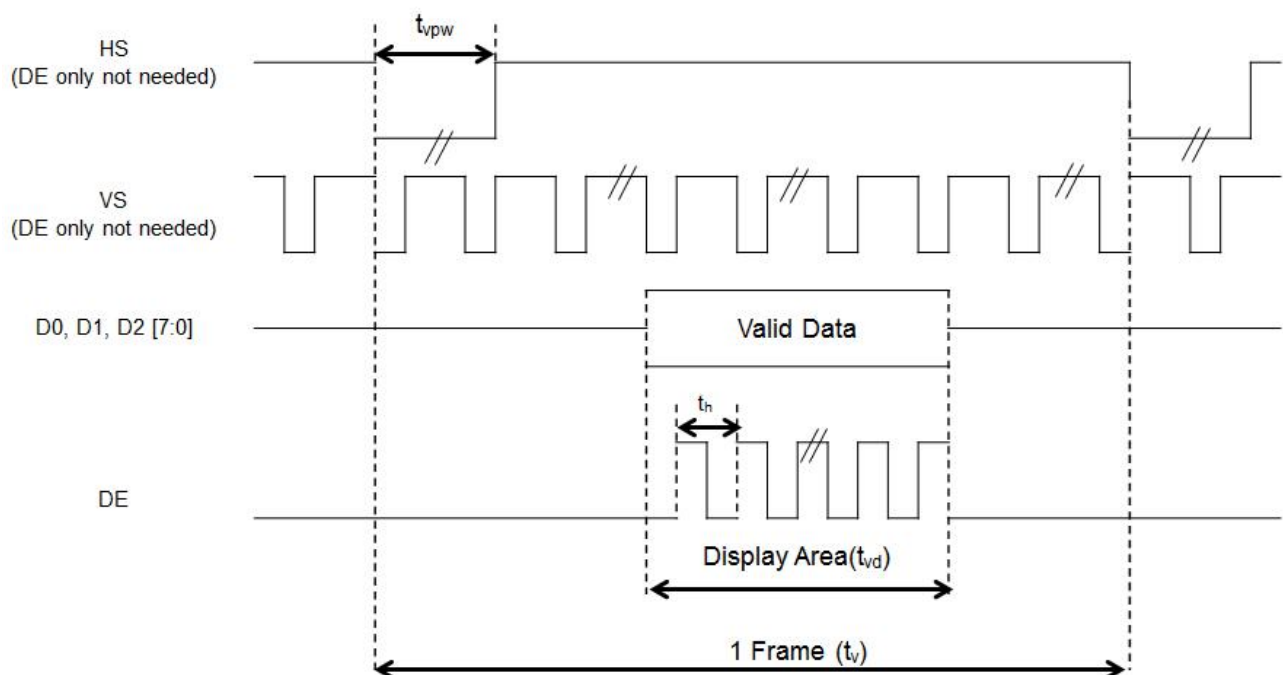 tvpw
HS
(DE only not needed)
VS
(DE only not needed)
D0, D1, D2 [7:0]
Valid Data
th
DE
Display Area(tvd)
1 Frame (tv)